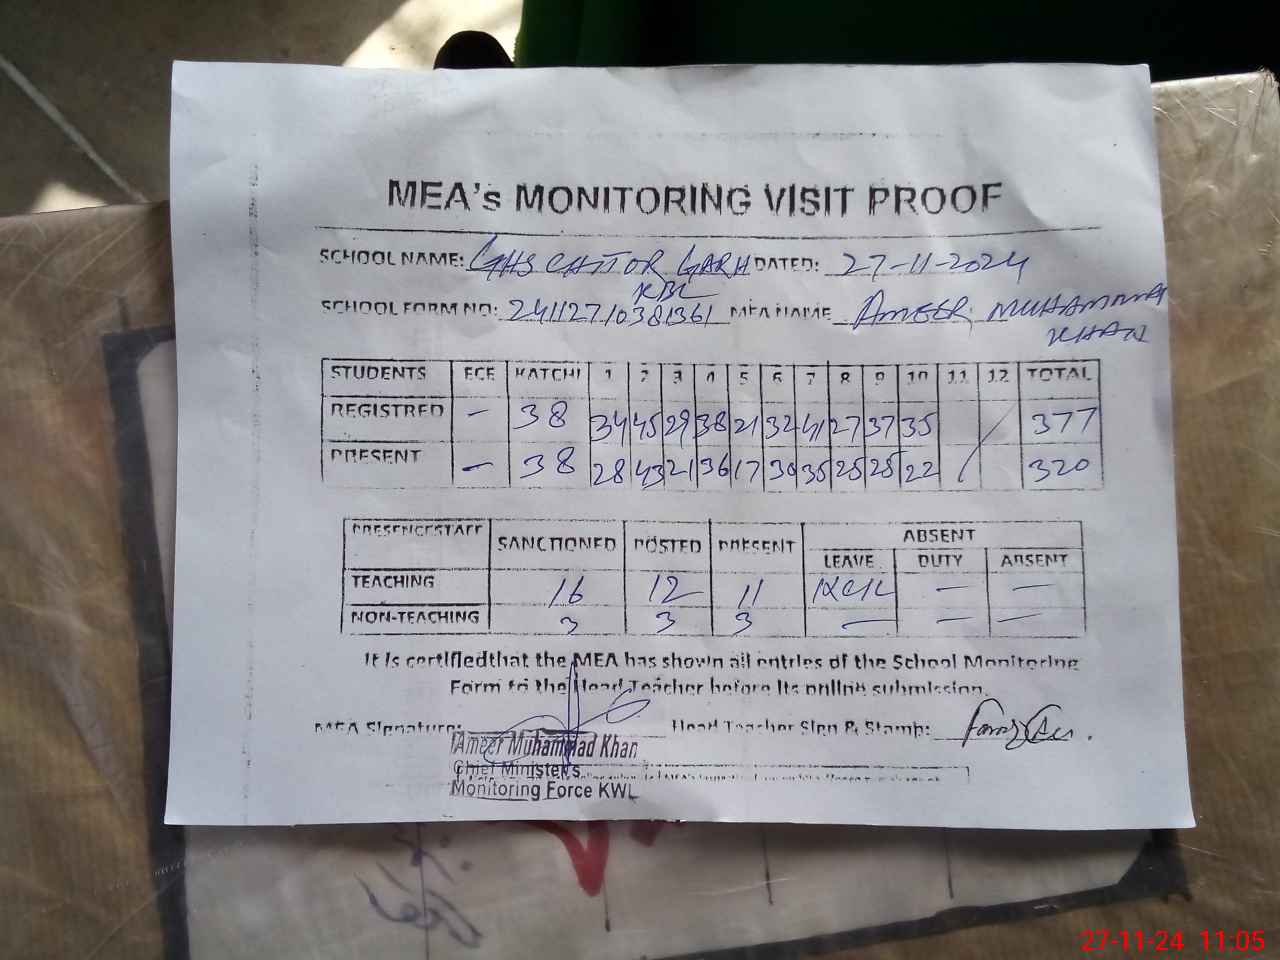 MEA's MONITORING VISIT PROOF
SCHOOL NAME: GHS CHITOR GARH KBL DATED: 27-11-2024
SCHOOL FORM NO: 24112710381361 MEA NAME AMEER MUHAMMAD KHAN
STUDENTS ECE KATCHI 1 2 3 4 5 6 7 8 9 10 11 12 TOTAL
REGISTRED - 38 34 45 29 38 21 32 41 27 37 35 377
PRESENT - 38 28 43 21 36 17 30 35 25 25 22 320
PRESENCE STAFF SANCTIONED POSTED PRESENT ABSENT
LEAVE DUTY ABSENT
TEACHING 16 12 11 - -
NON-TEACHING 3 3 3 - - -
It is certified that the MEA has shown all entries of the School Monitoring
Form to the Head Teacher before its online submission.
MEA Signature: Head Teacher Sign & Stamp:
Ameer Muhammad Khan
Chief Minister's
Monitoring Force KWL
27-11-24 11:05